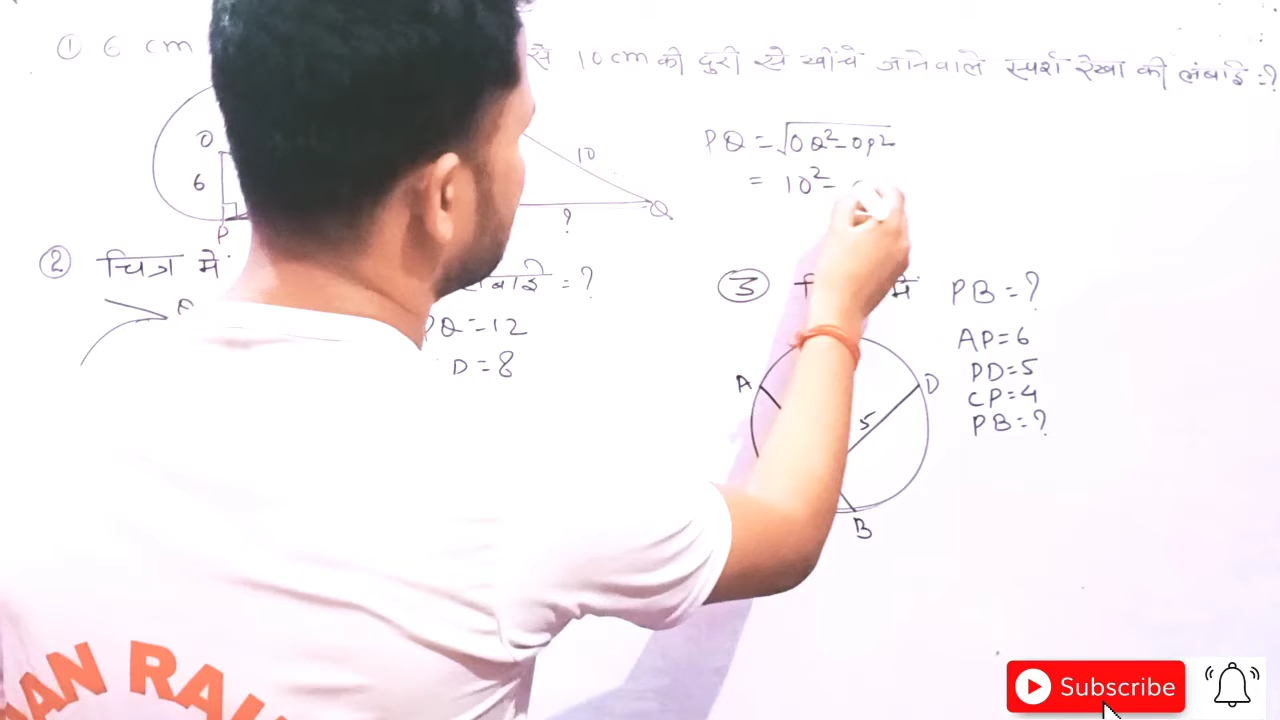 ① 6 cm से 10 cm की दुरी से खींचे जानेवाले स्पर्श रेखा की लंबाई = ?
O
6
P
10
?
Q
PQ = √OQ²-OP²
= 10² -
② चित्र में = ?
PQ = 12
D = 8
③ में PB = ?
AP = 6
PD = 5
CP = 4
PB = ?
A
D
5
B
AN RAI
Subscribe